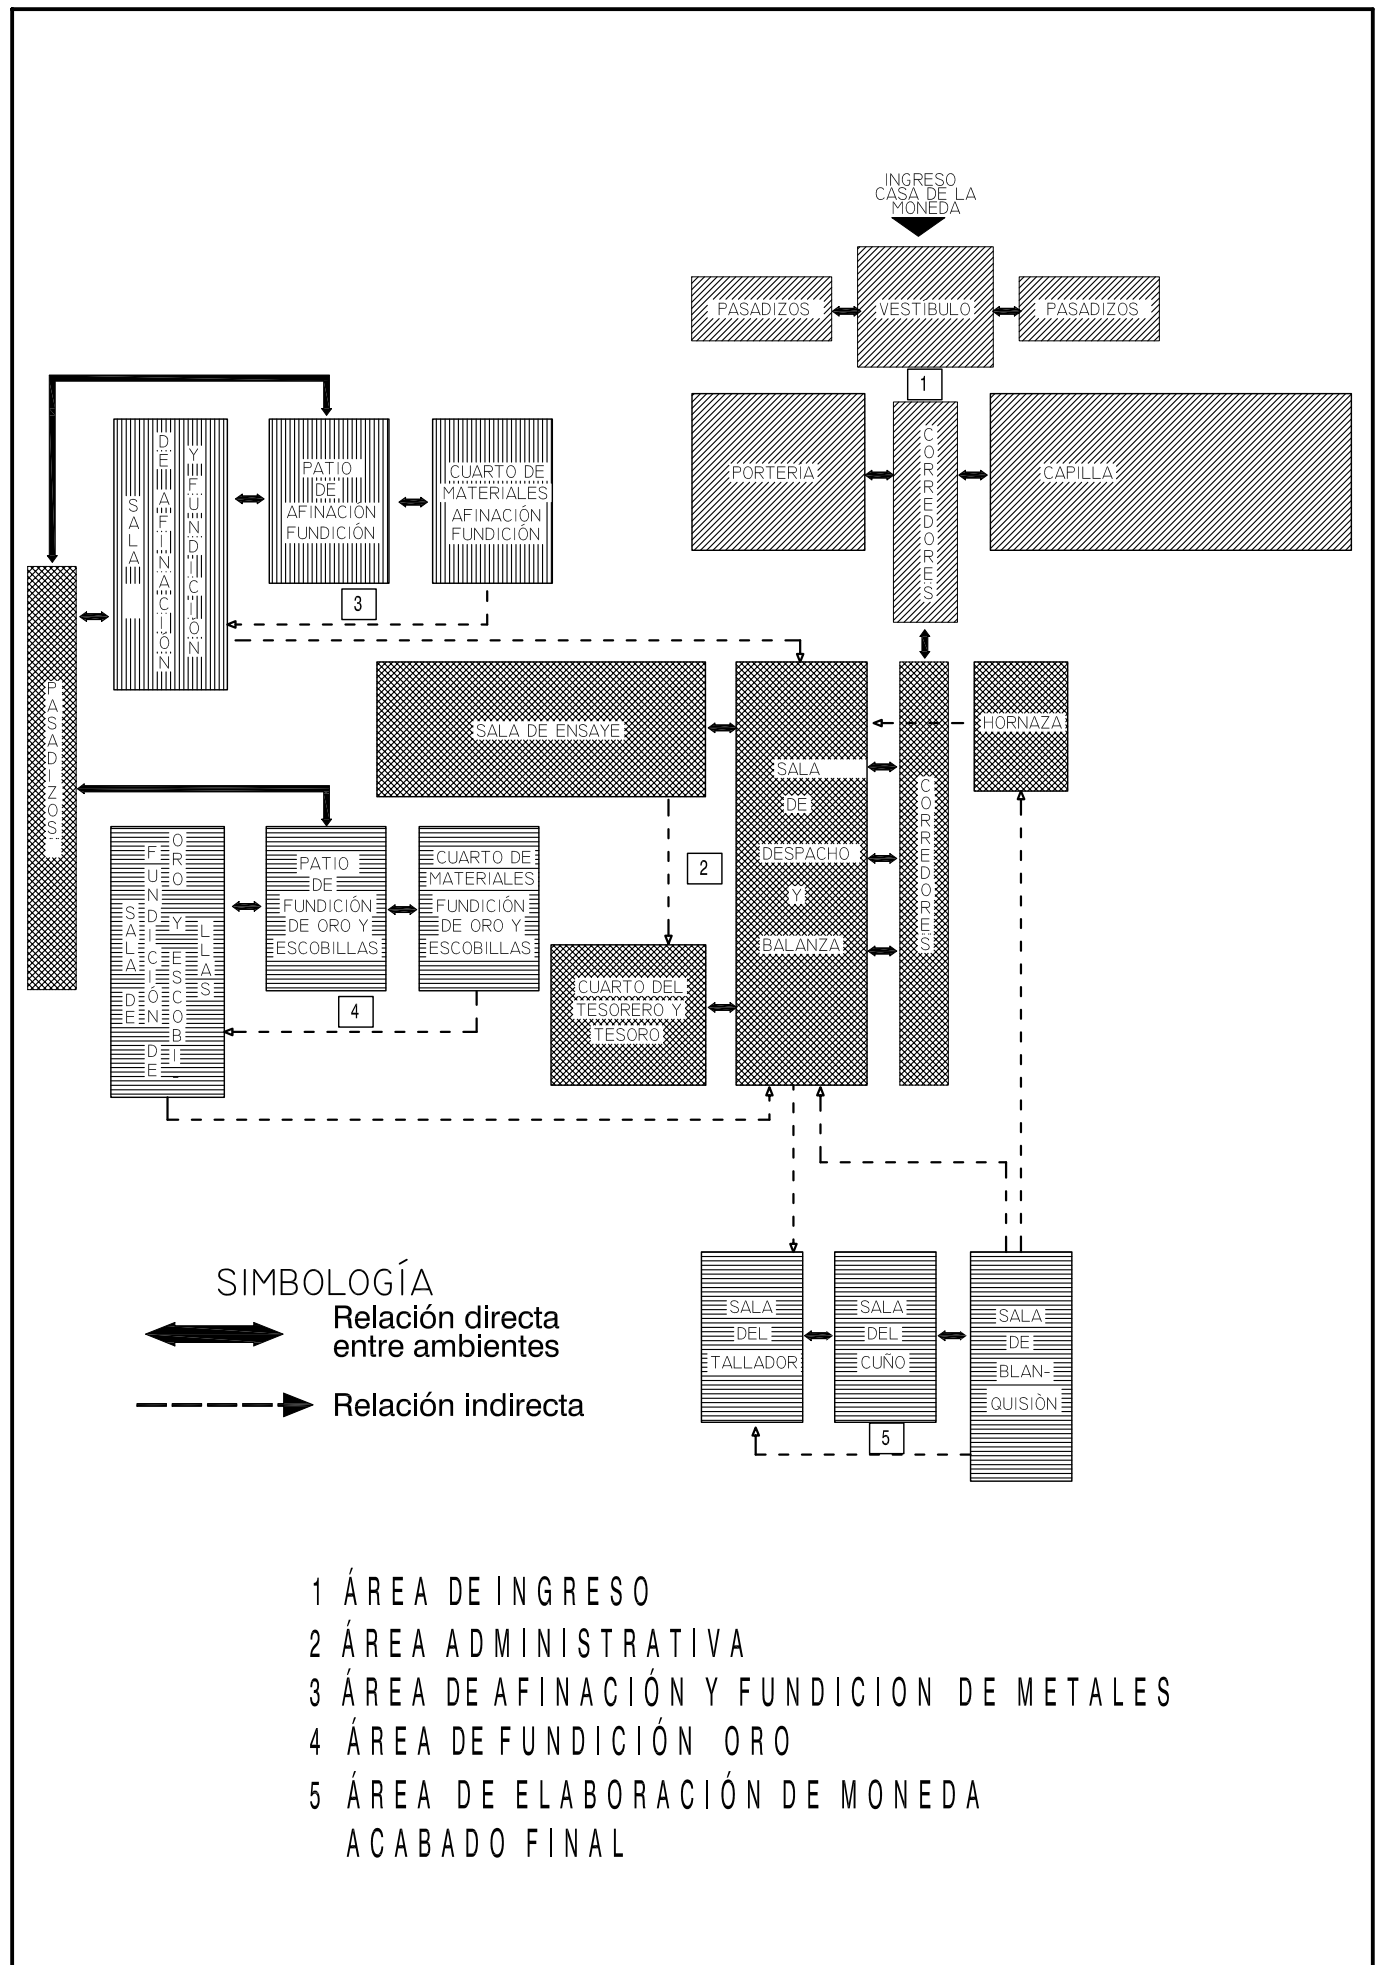 INGRESO
CASA DE LA
MONEDA
PASADIZOS
VESTIBULO
PASADIZOS
1
PORTERIA
CORREDORES
CAPILLA
SALA
DE AFINACIÓN
Y FUNDICIÓN
PATIO
DE
AFINACIÓN
FUNDICIÓN
CUARTO DE
MATERIALES
AFINACIÓN
FUNDICIÓN
3
PASADIZOS
SALA DE ENSAYE
SALA
DE
DESPACHO
Y
BALANZA
CORREDORES
HORNAZA
2
SALA DE
FUNDICIÓN DE
ORO Y ESCOBI_
LLAS
PATIO
DE
FUNDICIÓN
DE ORO Y
ESCOBILLAS
CUARTO DE
MATERIALES
FUNDICIÓN
DE ORO Y
ESCOBILLAS
4
CUARTO DEL
TESORERO Y
TESORO
SALA
DEL
TALLADOR
SALA
DEL
CUÑO
SALA
DE
BLAN-
QUISIÒN
5
SIMBOLOGÍA
Relación directa
entre ambientes
Relaciòn indirecta
1 ÁREA DE INGRESO
2 ÁREA ADMINISTRATIVA
3 ÁREA DE AFINACIÓN Y FUNDICION DE METALES
4 ÁREA DE FUNDICIÓN ORO
5 ÁREA DE ELABORACIÓN DE MONEDA
ACABADO FINAL